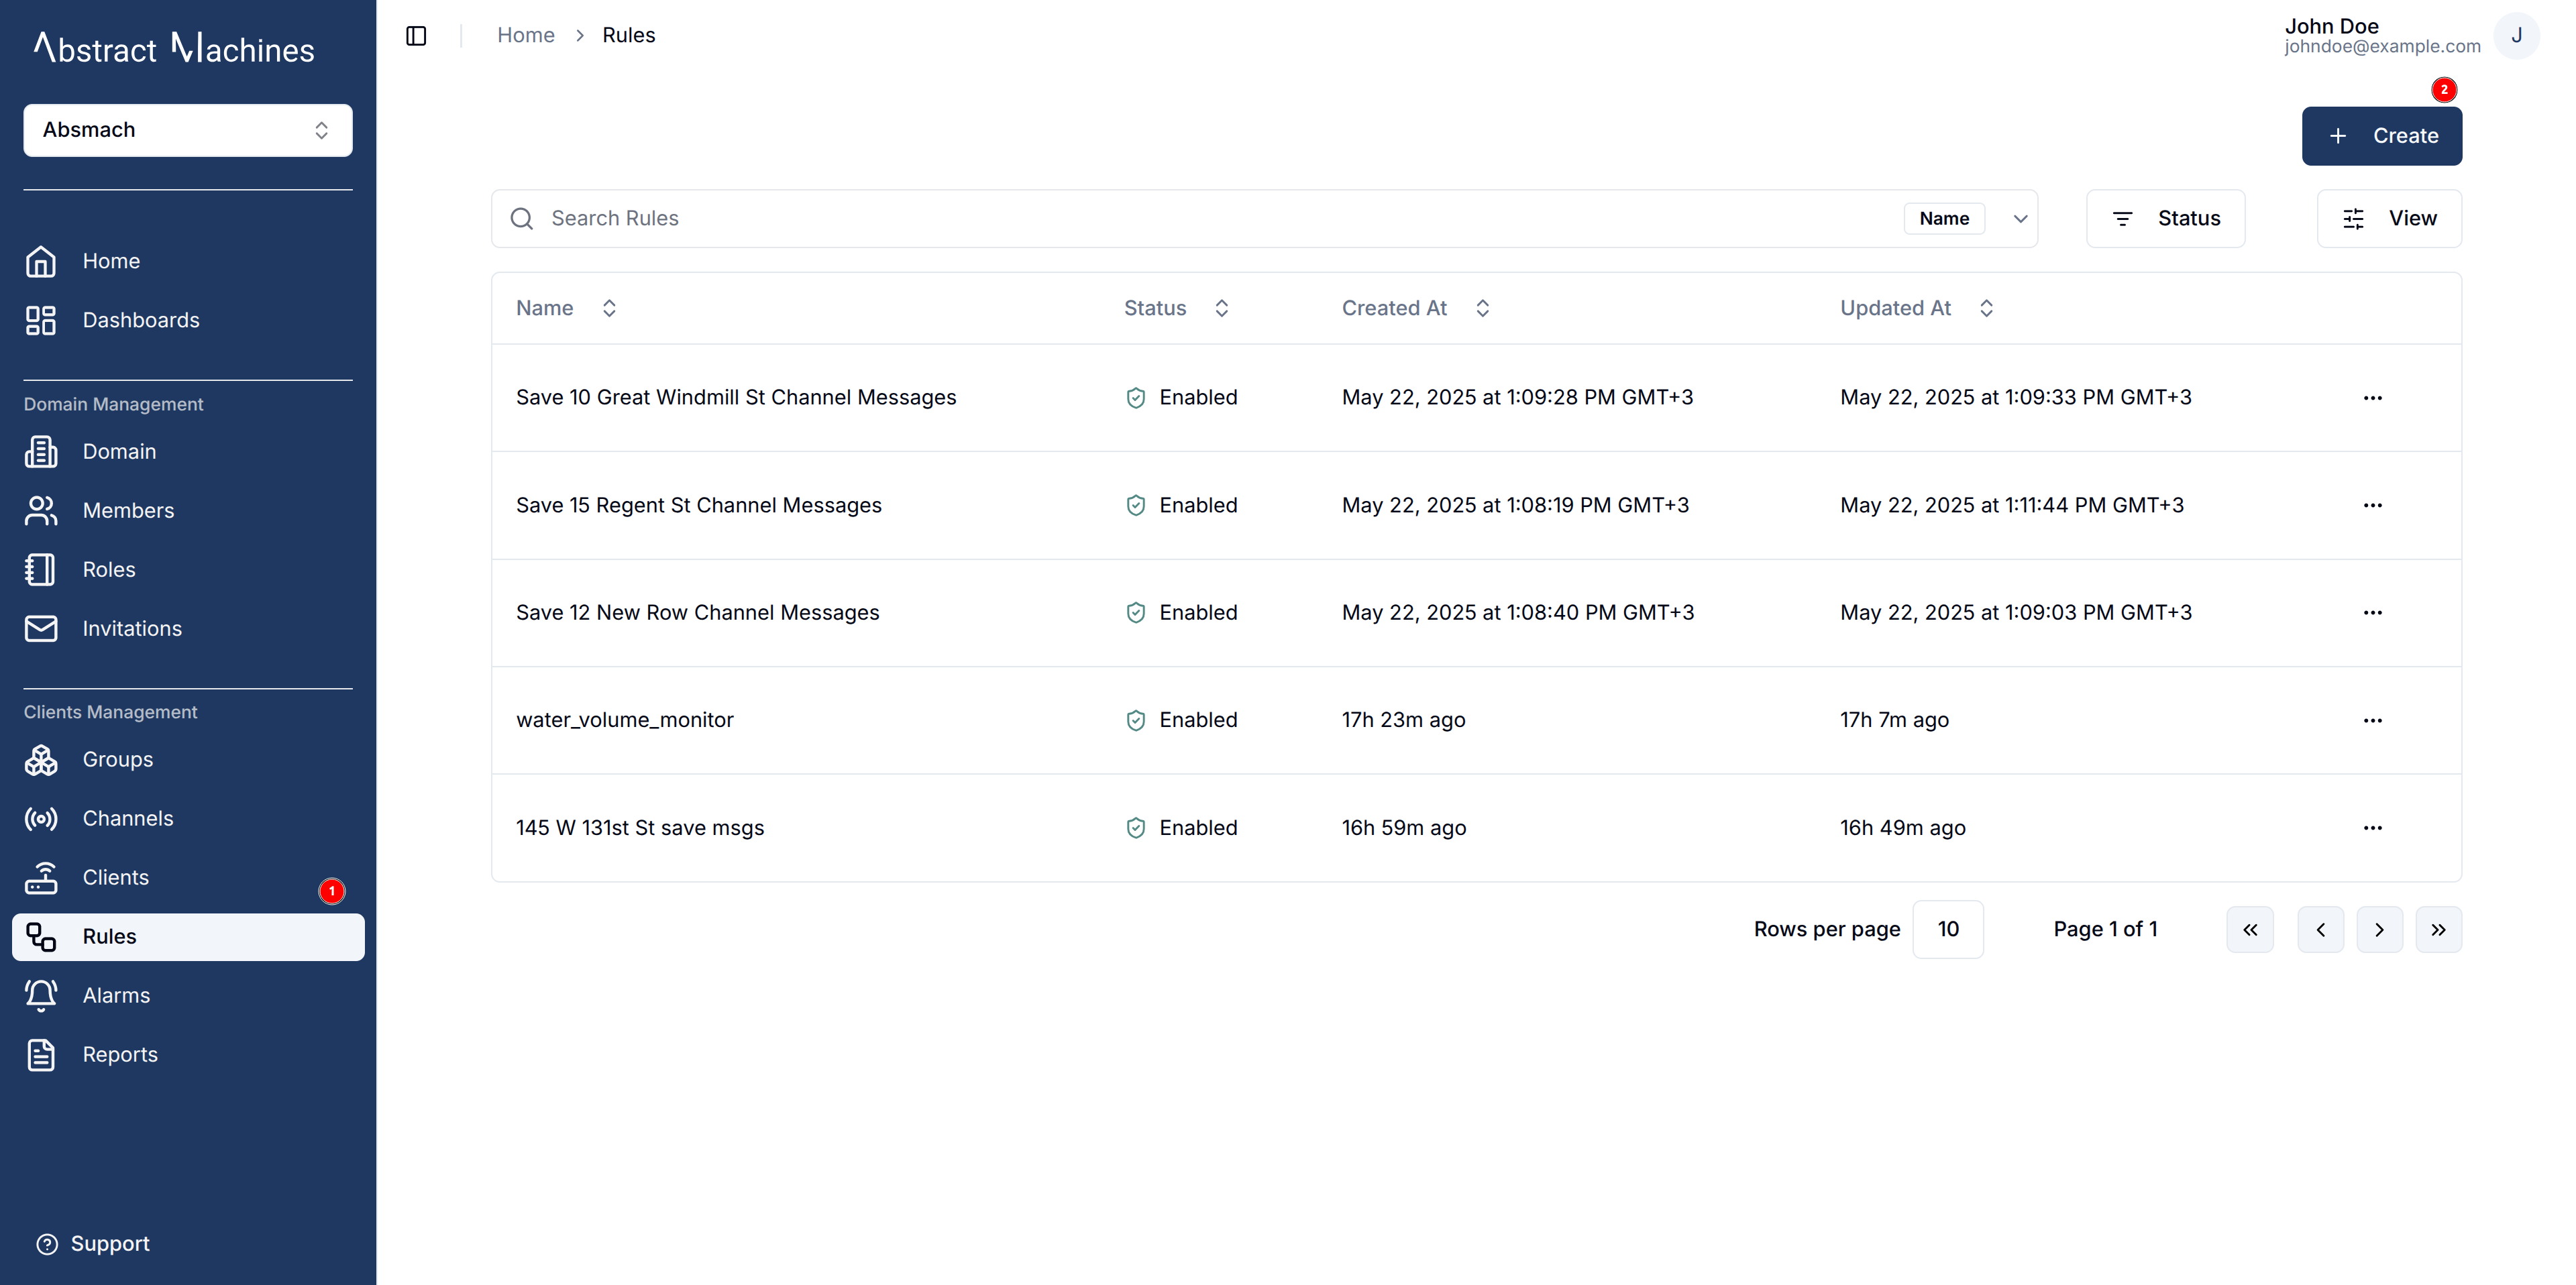 Abstract Machines
Absmach
Home
Dashboards
Domain Management
Domain
Members
Roles
Invitations
Clients Management
Groups
Channels
Clients
1
Rules
Alarms
Reports
Support
Home > Rules
John Doe
johndoe@example.com
J
2
+ Create
Search Rules Name
Status
View
Name Status Created At Updated At
Save 10 Great Windmill St Channel Messages Enabled May 22, 2025 at 1:09:28 PM GMT+3 May 22, 2025 at 1:09:33 PM GMT+3 ...
Save 15 Regent St Channel Messages Enabled May 22, 2025 at 1:08:19 PM GMT+3 May 22, 2025 at 1:11:44 PM GMT+3 ...
Save 12 New Row Channel Messages Enabled May 22, 2025 at 1:08:40 PM GMT+3 May 22, 2025 at 1:09:03 PM GMT+3 ...
water_volume_monitor Enabled 17h 23m ago 17h 7m ago ...
145 W 131st St save msgs Enabled 16h 59m ago 16h 49m ago ...
Rows per page 10 Page 1 of 1 « ‹ › »